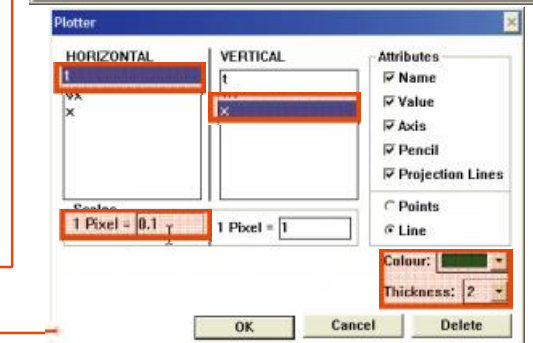 Plotter
HORIZONTAL
t
x
VERTICAL
t
x
Scales
1 Pixel = 0.1
1 Pixel = 1
Attributes
Name
Value
Axis
Pencil
Projection Lines
Points
Line
Colour:
Thickness: 2
OK Cancel Delete